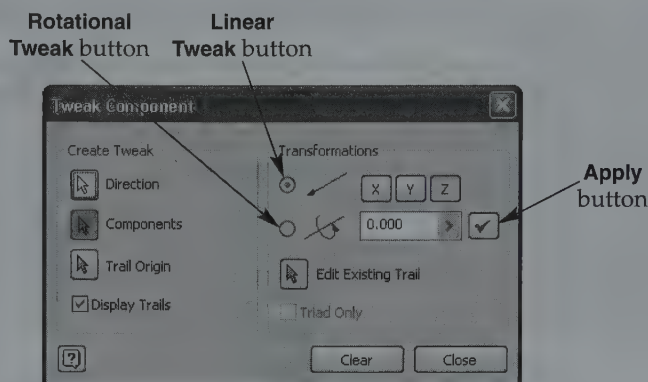 Rotational
Tweak button
Linear
Tweak button
Tweak Component
Create Tweak
Direction
Components
Trail Origin
Display Trails
Transformations
X Y Z
0.000
Edit Existing Trail
Triad Only
Apply
button
?
Clear
Close